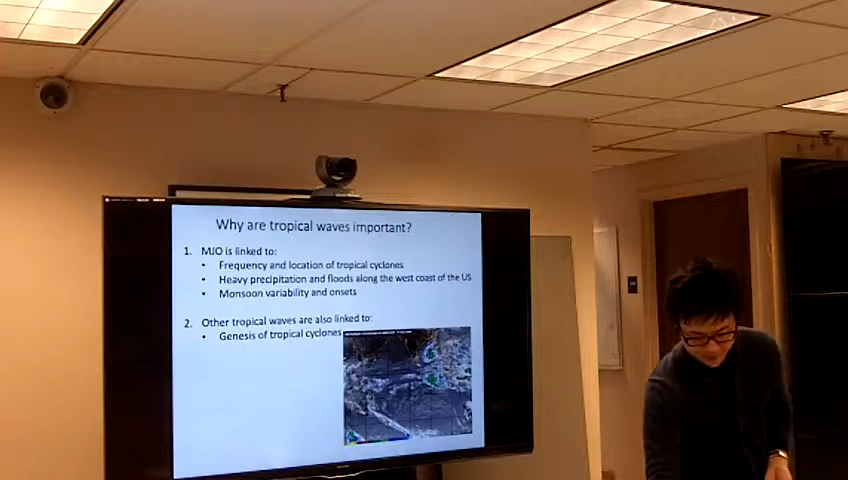 Why are tropical waves important?
1. MJO is linked to:
• Frequency and location of tropical cyclones
• Heavy precipitation and floods along the west coast of the US
• Monsoon variability and onsets
2. Other tropical waves are also linked to:
• Genesis of tropical cyclones